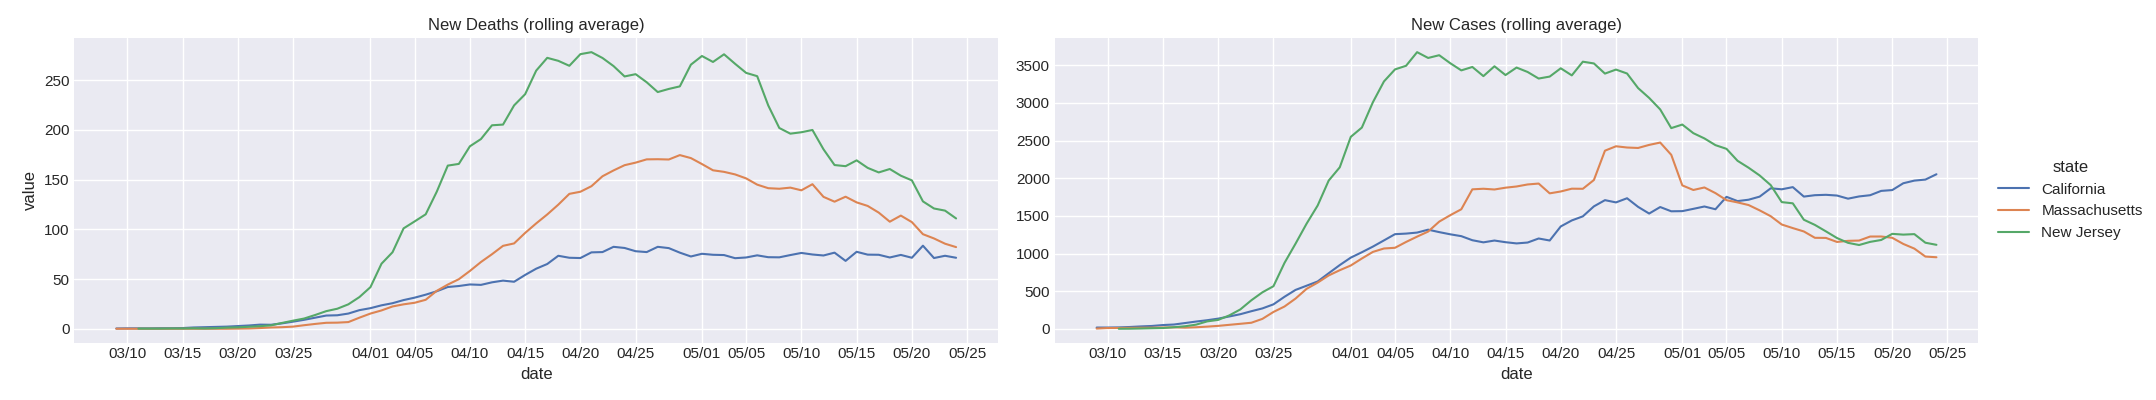 New Deaths (rolling average)
value
250
200
150
100
50
0
03/10 03/15 03/20 03/25 04/01 04/05 04/10 04/15 04/20 04/25 05/01 05/05 05/10 05/15 05/20 05/25
date
New Cases (rolling average)
3500
3000
2500
2000
1500
1000
500
0
03/10 03/15 03/20 03/25 04/01 04/05 04/10 04/15 04/20 04/25 05/01 05/05 05/10 05/15 05/20 05/25
date
state
California
Massachusetts
New Jersey